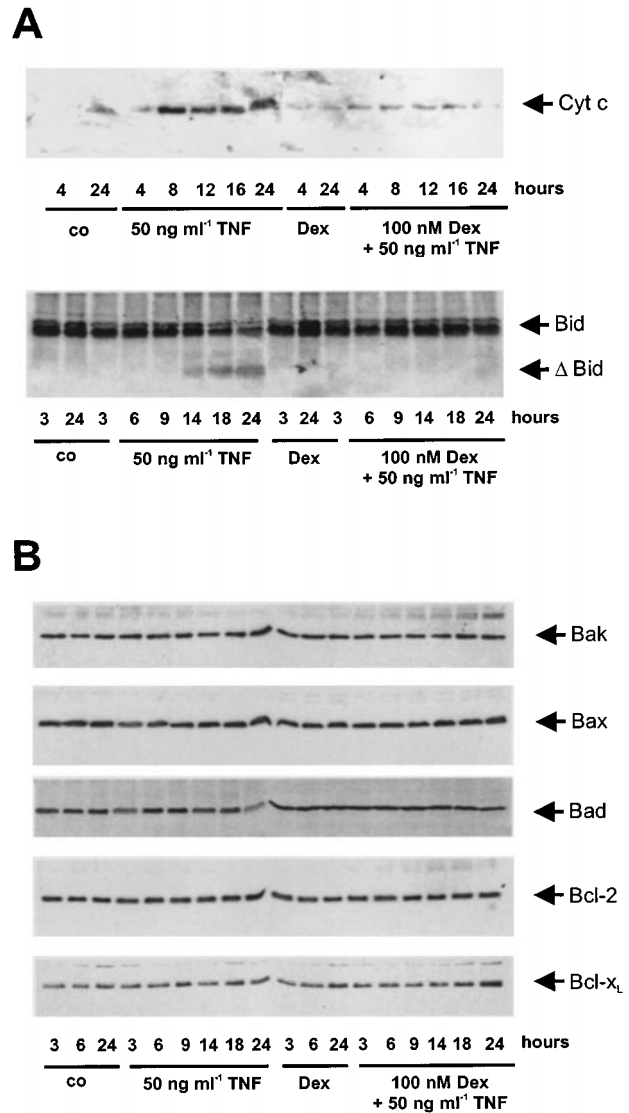 A
Cyt c
4 24 4 8 12 16 24 4 24 4 8 12 16 24 hours
co 50 ng ml⁻¹ TNF Dex 100 nM Dex
+ 50 ng ml⁻¹ TNF
Bid
Δ Bid
3 24 3 6 9 14 18 24 3 24 3 6 9 14 18 24 hours
co 50 ng ml⁻¹ TNF Dex 100 nM Dex
+ 50 ng ml⁻¹ TNF
B
Bak
Bax
Bad
Bcl-2
Bcl-xL
3 6 24 3 6 9 14 18 24 3 6 24 3 6 9 14 18 24 hours
co 50 ng ml⁻¹ TNF Dex 100 nM Dex
+ 50 ng ml⁻¹ TNF